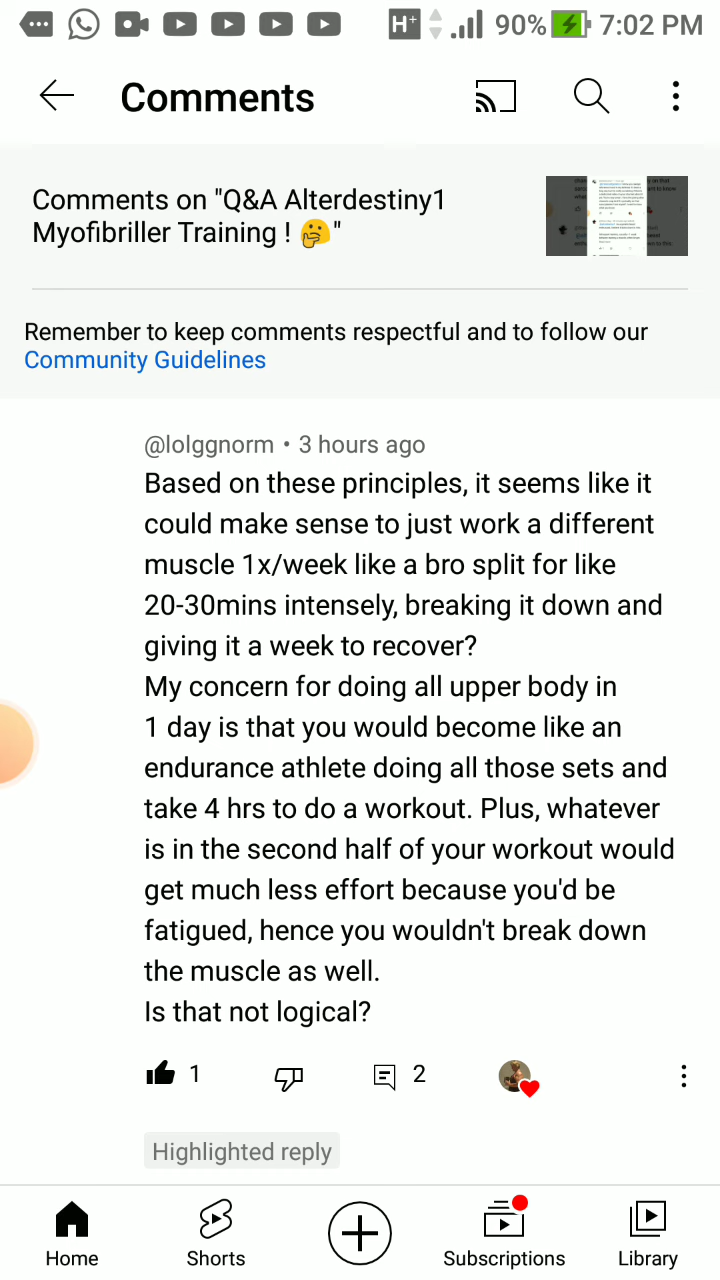 H+ 90% 7:02 PM
Comments
Comments on "Q&A Alterdestiny1
Myofibriller Training ! 🤔"
Remember to keep comments respectful and to follow our
Community Guidelines
@lolggnorm • 3 hours ago
Based on these principles, it seems like it
could make sense to just work a different
muscle 1x/week like a bro split for like
20-30mins intensely, breaking it down and
giving it a week to recover?
My concern for doing all upper body in
1 day is that you would become like an
endurance athlete doing all those sets and
take 4 hrs to do a workout. Plus, whatever
is in the second half of your workout would
get much less effort because you'd be
fatigued, hence you wouldn't break down
the muscle as well.
Is that not logical?
1 2
Highlighted reply
Home Shorts Subscriptions Library